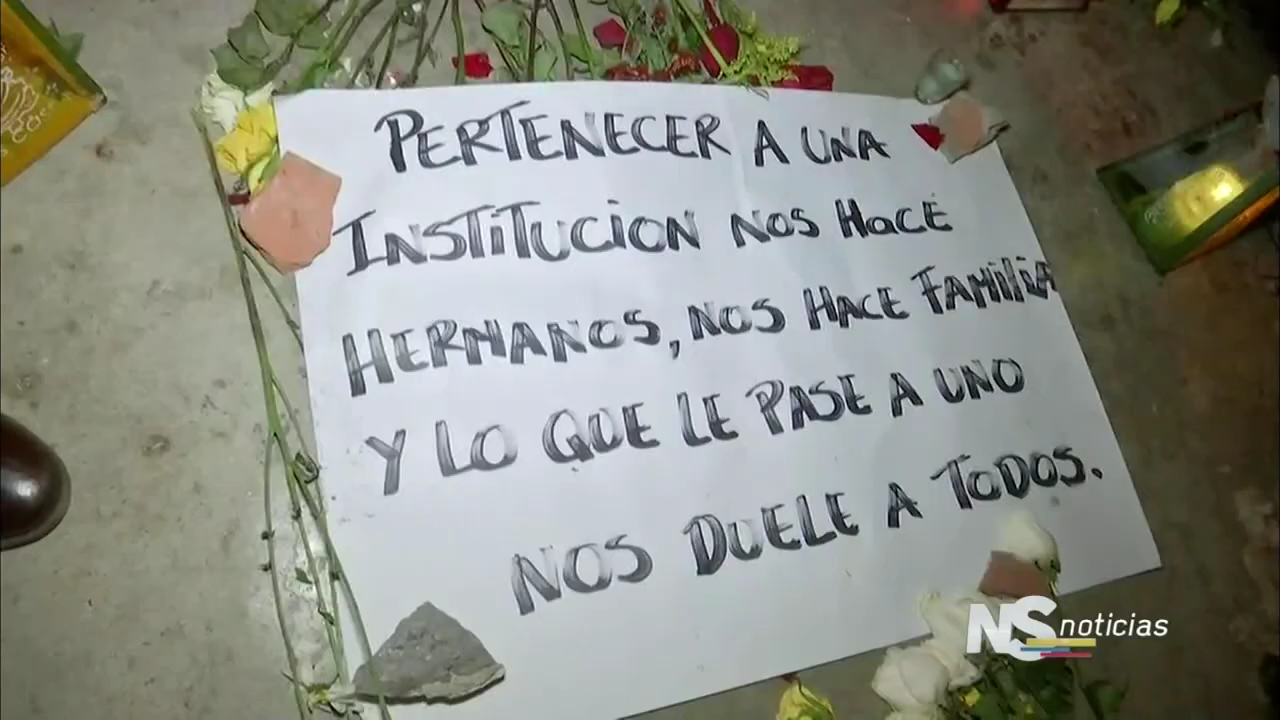 PERTENECER A UNA
INSTITUCION NOS HACE
HERMANOS, NOS HACE FAMILIA
Y LO QUE LE PASE A UNO
NOS DUELE A TODOS.
NS noticias